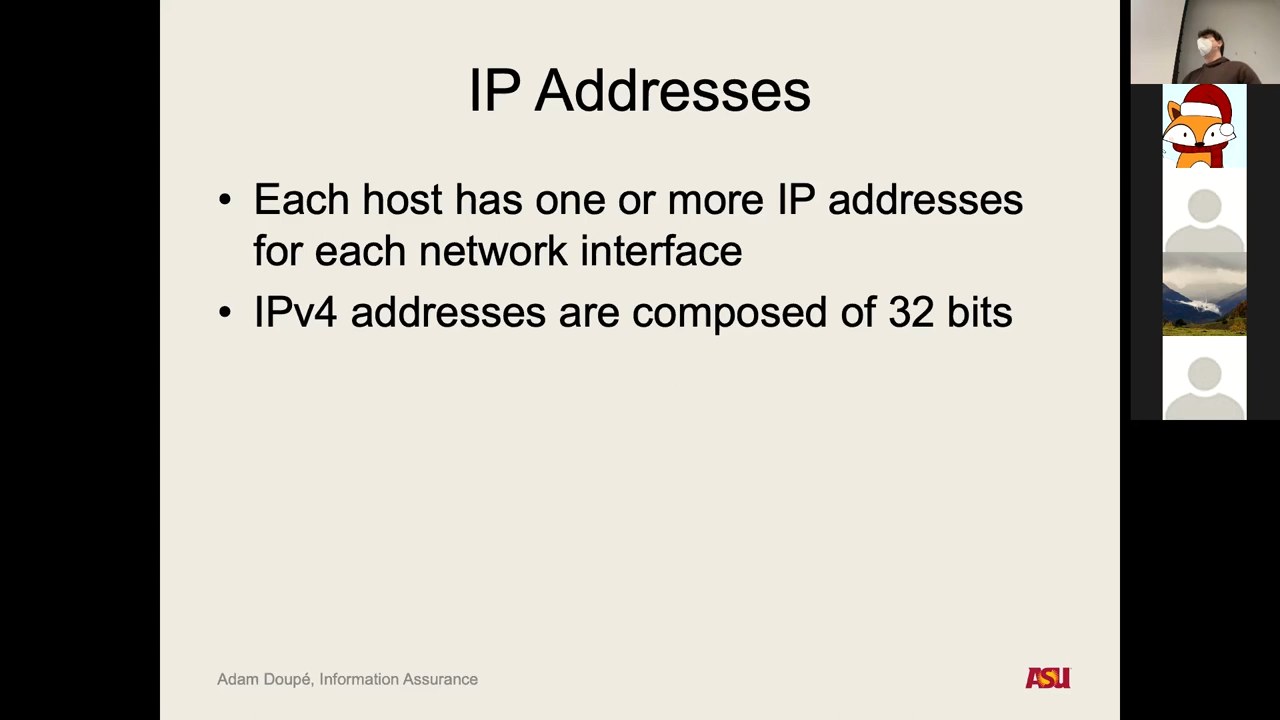 IP Addresses
• Each host has one or more IP addresses
for each network interface
• IPv4 addresses are composed of 32 bits
Adam Doupé, Information Assurance
ASU